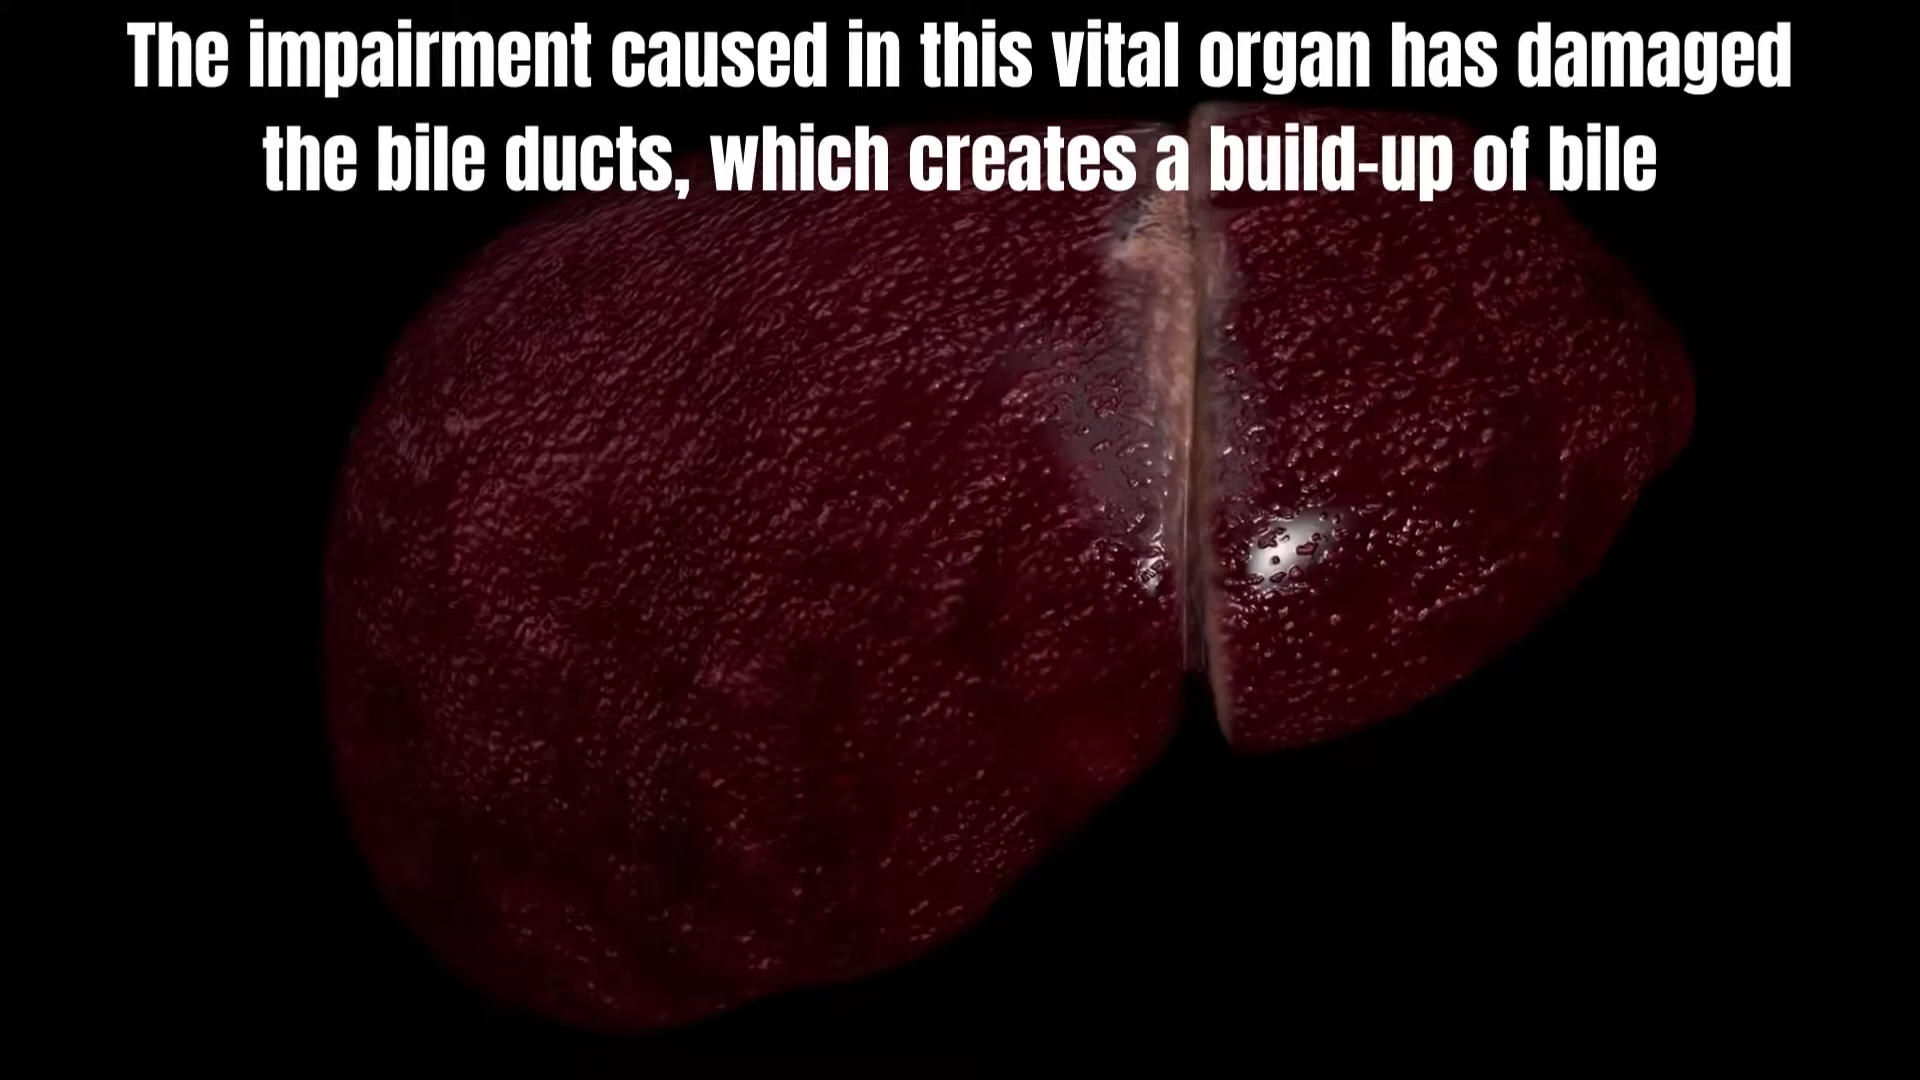 The impairment caused in this vital organ has damaged
the bile ducts, which creates a build-up of bile